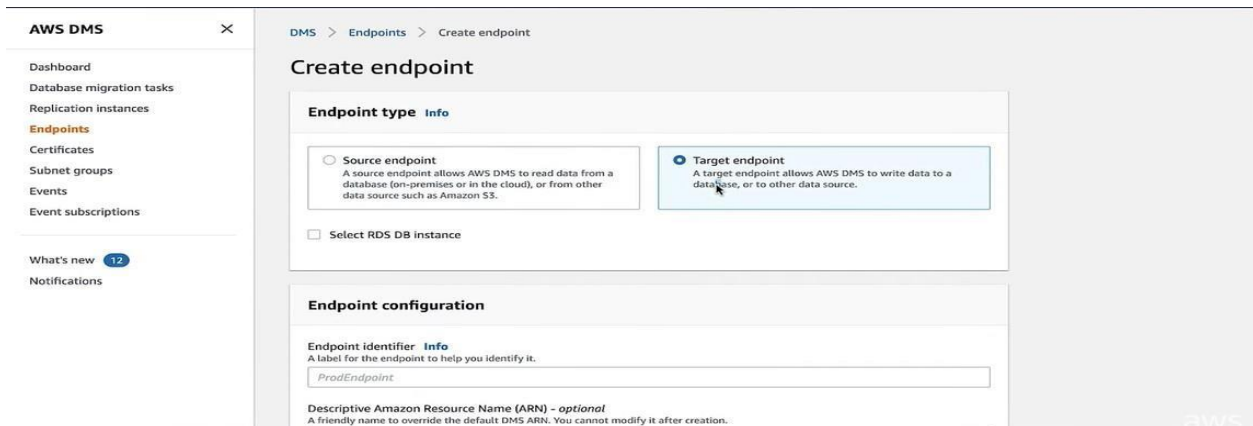 AWS DMS
Dashboard
Database migration tasks
Replication instances
Endpoints
Certificates
Subnet groups
Events
Event subscriptions
What's new 12
Notifications
DMS > Endpoints > Create endpoint
Create endpoint
Endpoint type Info
Source endpoint
A source endpoint allows AWS DMS to read data from a
database (on-premises or in the cloud), or from other
data source such as Amazon S3.
Target endpoint
A target endpoint allows AWS DMS to write data to a
database, or to other data source.
Select RDS DB instance
Endpoint configuration
Endpoint identifier Info
A label for the endpoint to help you identify it.
ProdEndpoint
Descriptive Amazon Resource Name (ARN) - optional
A friendly name to override the default DMS ARN. You cannot modify it after creation.
aws